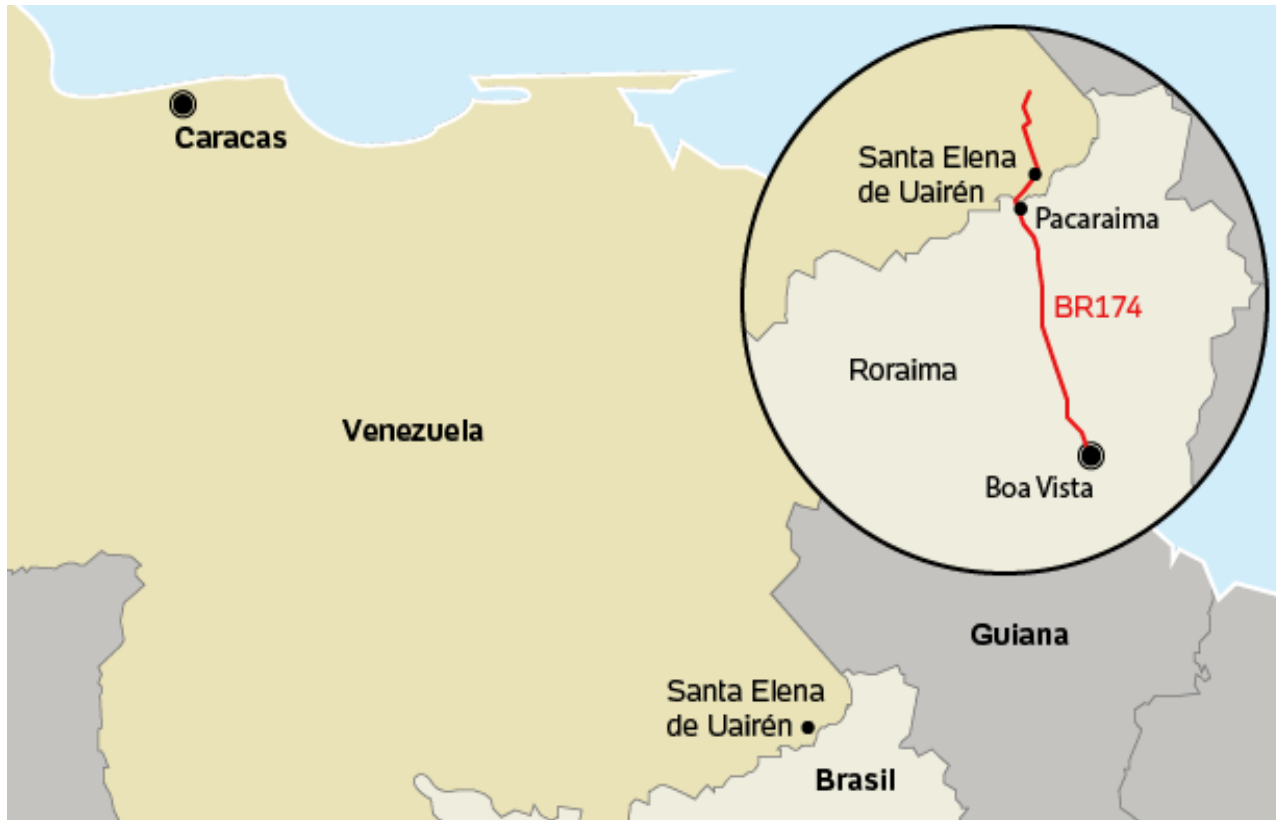 Caracas
Santa Elena
de Uairén
Pacaraima
BR174
Roraima
Venezuela
Boa Vista
Guiana
Santa Elena
de Uairén
Brasil